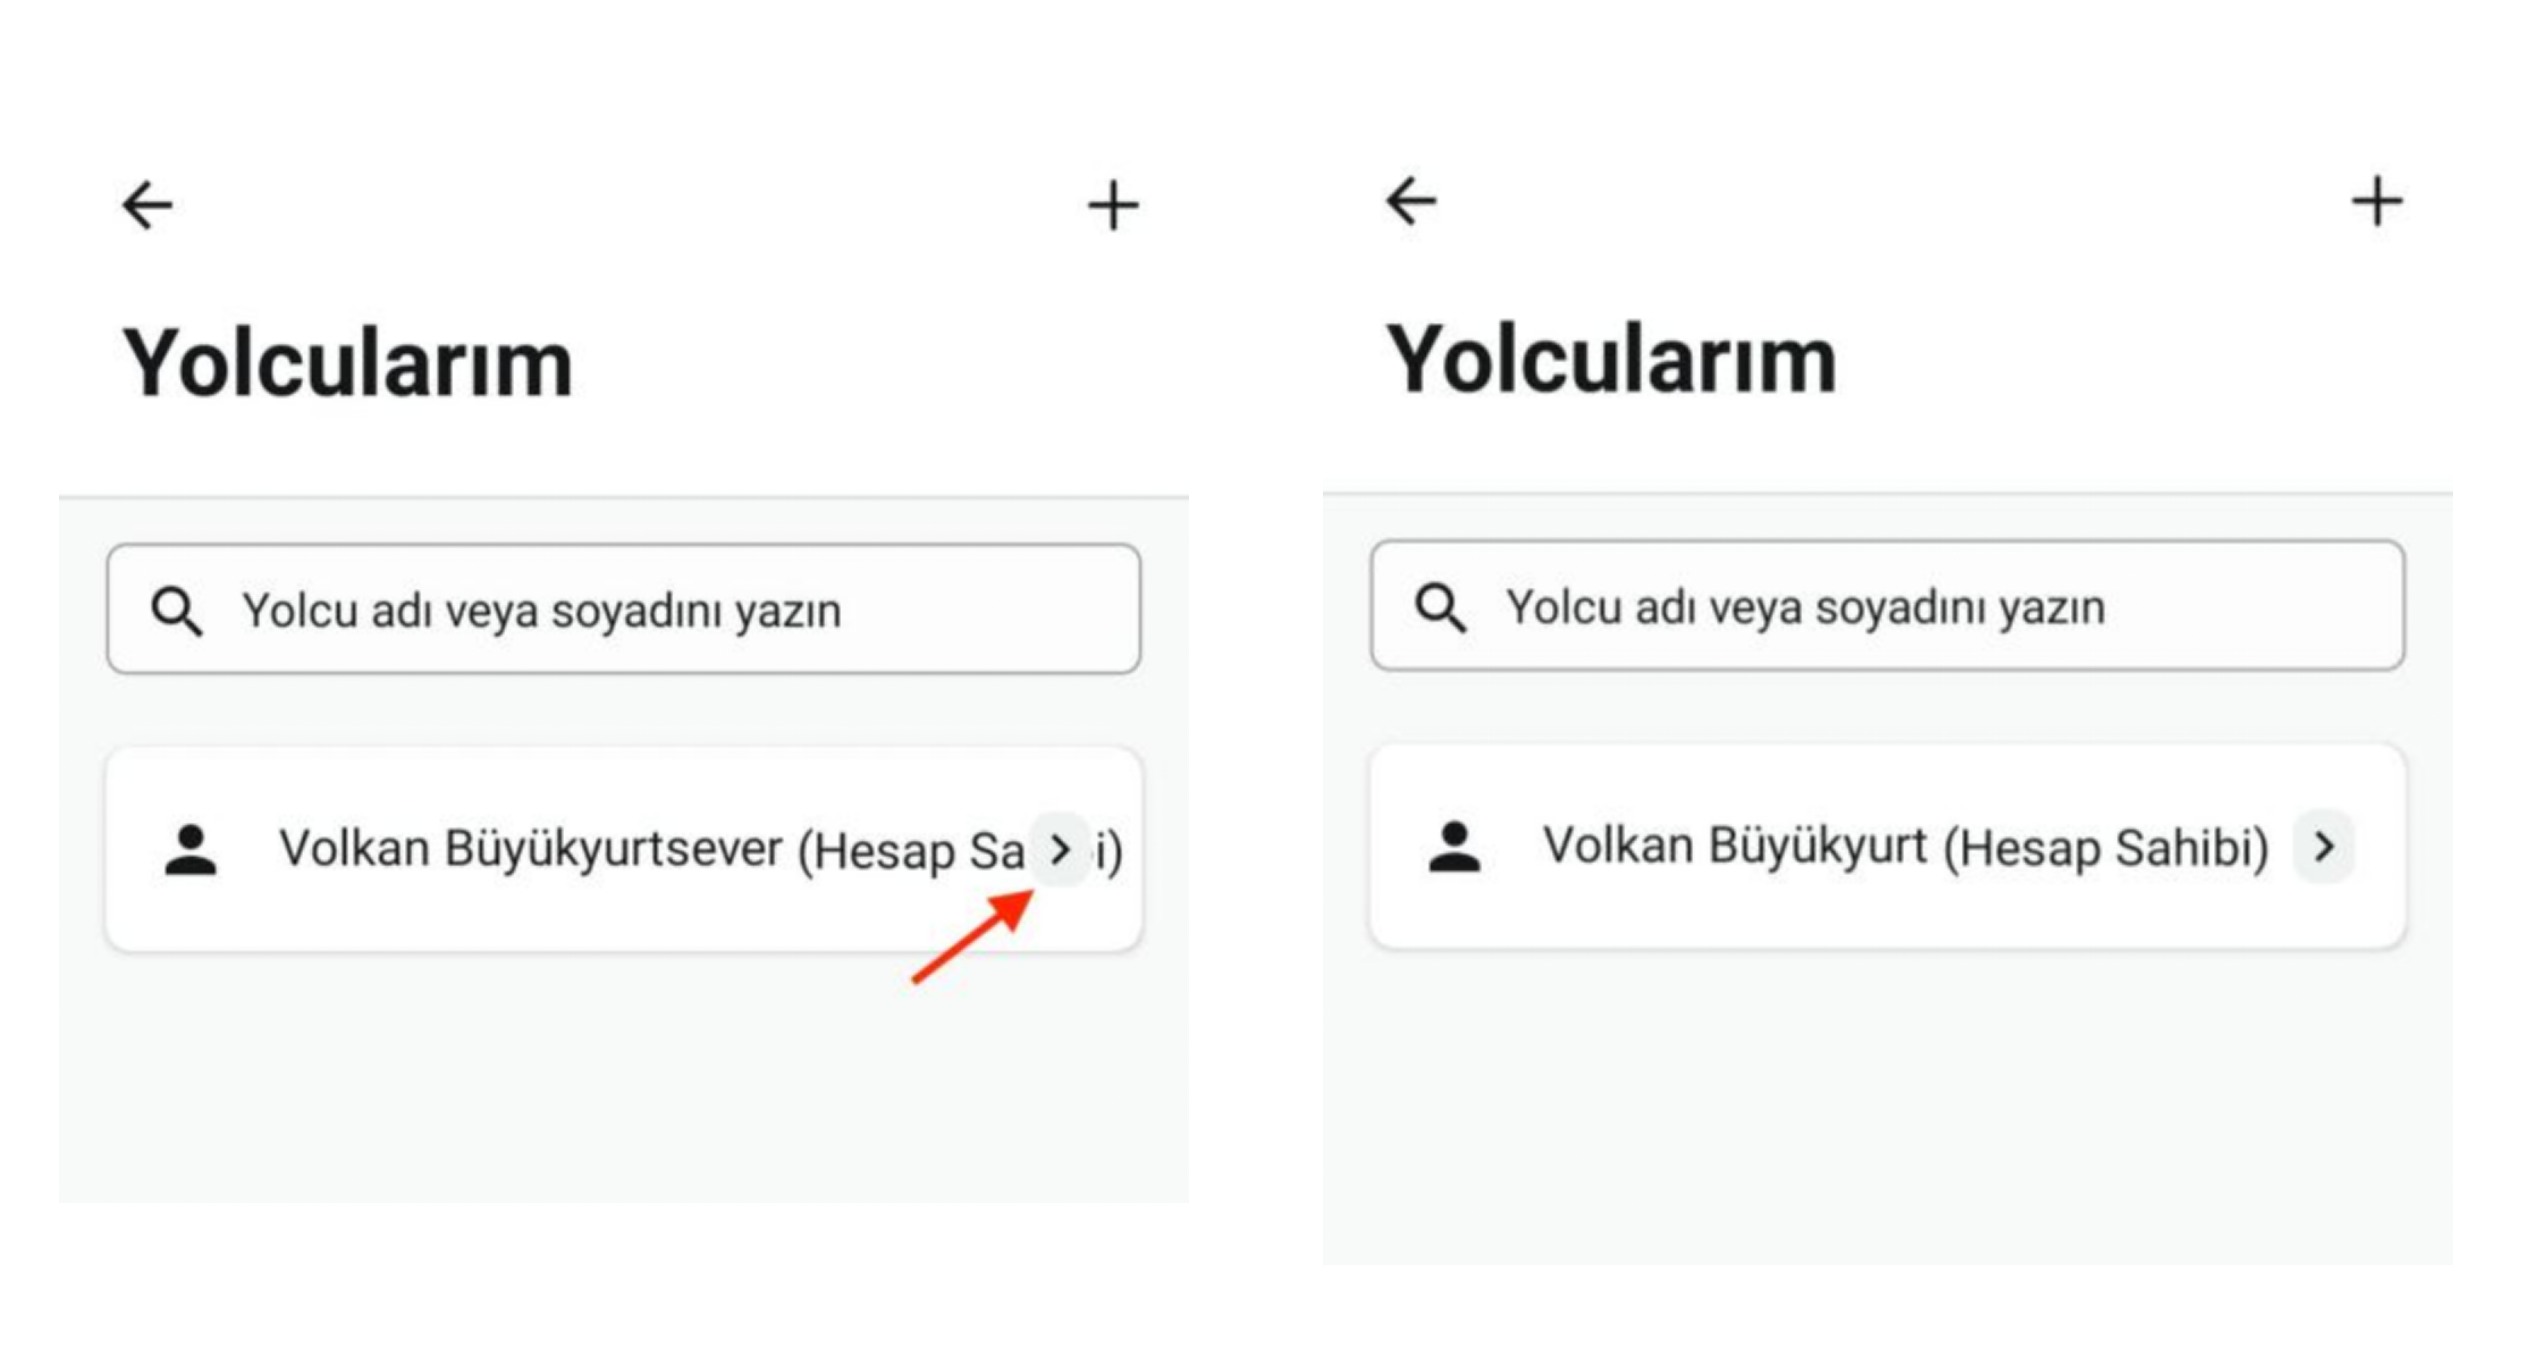 Yolcularım
Yolcu adı veya soyadını yazın
Volkan Büyükyurtsever (Hesap Sa i)
Yolcularım
Yolcu adı veya soyadını yazın
Volkan Büyükyurt (Hesap Sahibi)